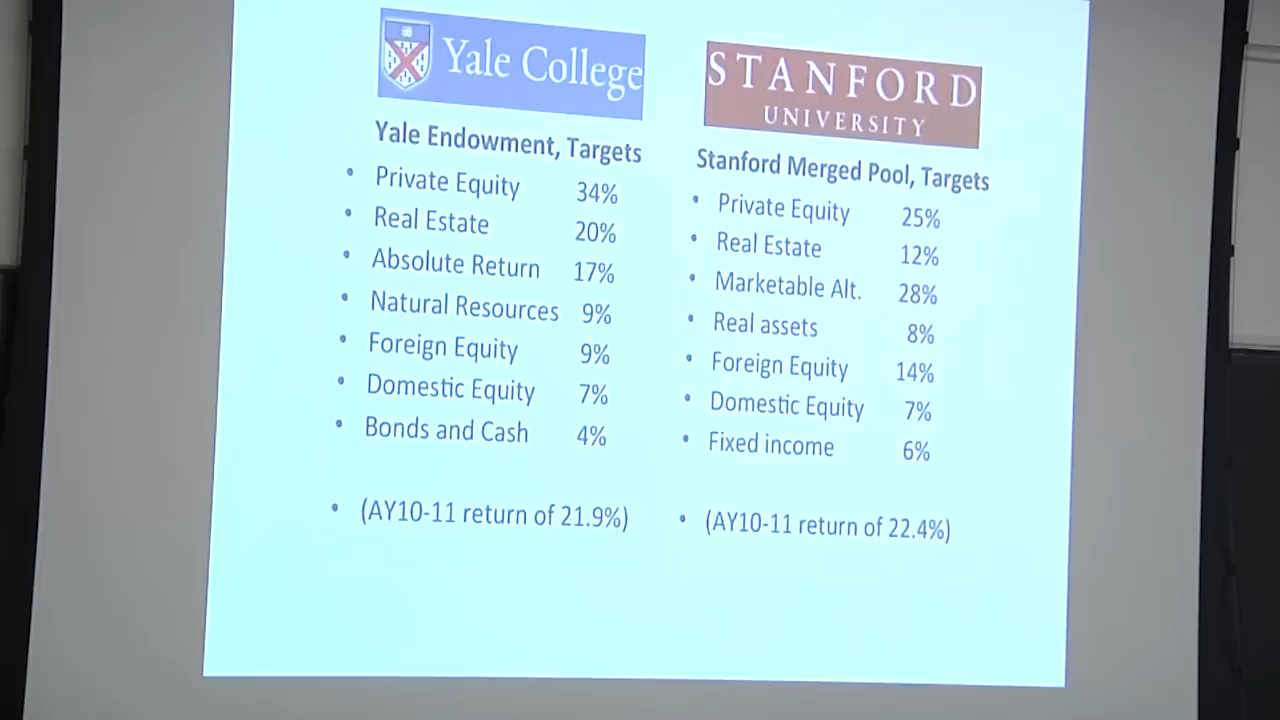 Yale College
Yale Endowment, Targets
• Private Equity 34%
• Real Estate 20%
• Absolute Return 17%
• Natural Resources 9%
• Foreign Equity 9%
• Domestic Equity 7%
• Bonds and Cash 4%
• (AY10-11 return of 21.9%)
STANFORD
UNIVERSITY
Stanford Merged Pool, Targets
• Private Equity 25%
• Real Estate 12%
• Marketable Alt. 28%
• Real assets 8%
• Foreign Equity 14%
• Domestic Equity 7%
• Fixed income 6%
• (AY10-11 return of 22.4%)